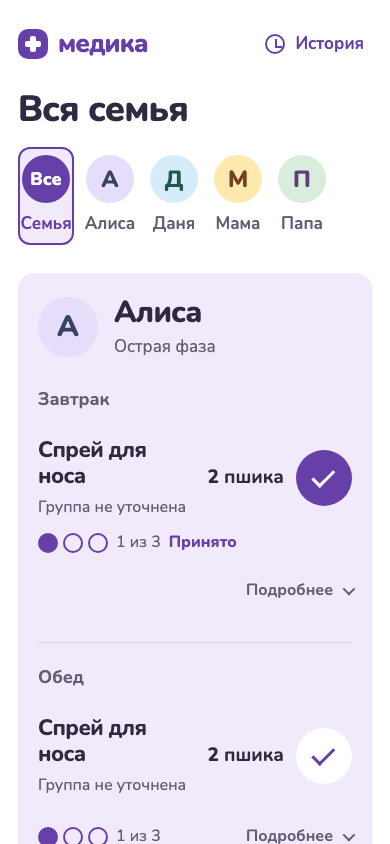 медика
История
Вся семья
Все
Семья
А
Алиса
Д
Даня
М
Мама
П
Папа
А
Алиса
Острая фаза
Завтрак
Спрей для
носа
2 пшика
Группа не уточнена
1 из 3 Принято
Подробнее
Обед
Спрей для
носа
2 пшика
Группа не уточнена
1 из 3
Подробнее